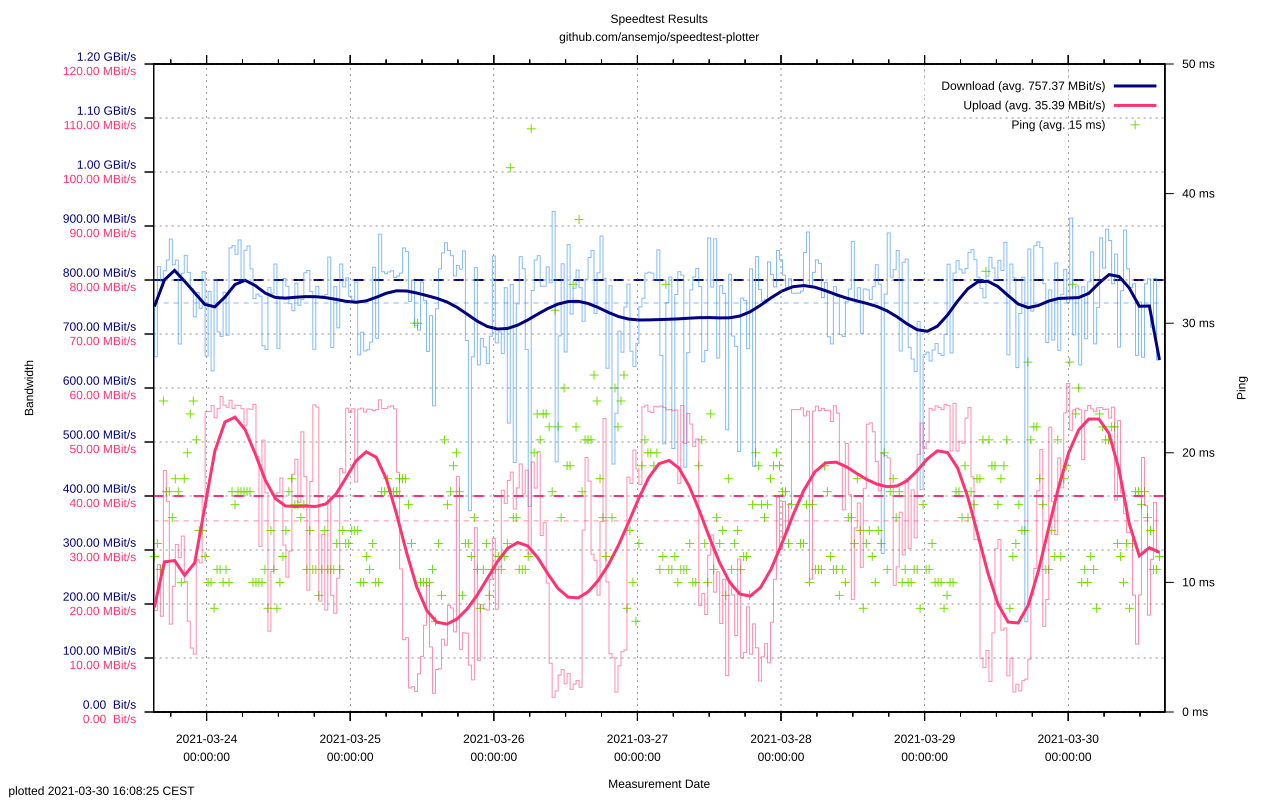 Speedtest Results
github.com/ansemjo/speedtest-plotter
1.20 GBit/s
120.00 MBit/s
1.10 GBit/s
110.00 MBit/s
1.00 GBit/s
100.00 MBit/s
900.00 MBit/s
90.00 MBit/s
800.00 MBit/s
80.00 MBit/s
700.00 MBit/s
70.00 MBit/s
600.00 MBit/s
60.00 MBit/s
500.00 MBit/s
50.00 MBit/s
400.00 MBit/s
40.00 MBit/s
300.00 MBit/s
30.00 MBit/s
200.00 MBit/s
20.00 MBit/s
100.00 MBit/s
10.00 MBit/s
0.00 Bit/s
0.00 Bit/s
Bandwidth
Download (avg. 757.37 MBit/s)
Upload (avg. 35.39 MBit/s)
Ping (avg. 15 ms)
50 ms
40 ms
30 ms
20 ms
10 ms
0 ms
Ping
2021-03-24 2021-03-25 2021-03-26 2021-03-27 2021-03-28 2021-03-29 2021-03-30
00:00:00 00:00:00 00:00:00 00:00:00 00:00:00 00:00:00 00:00:00
Measurement Date
plotted 2021-03-30 16:08:25 CEST